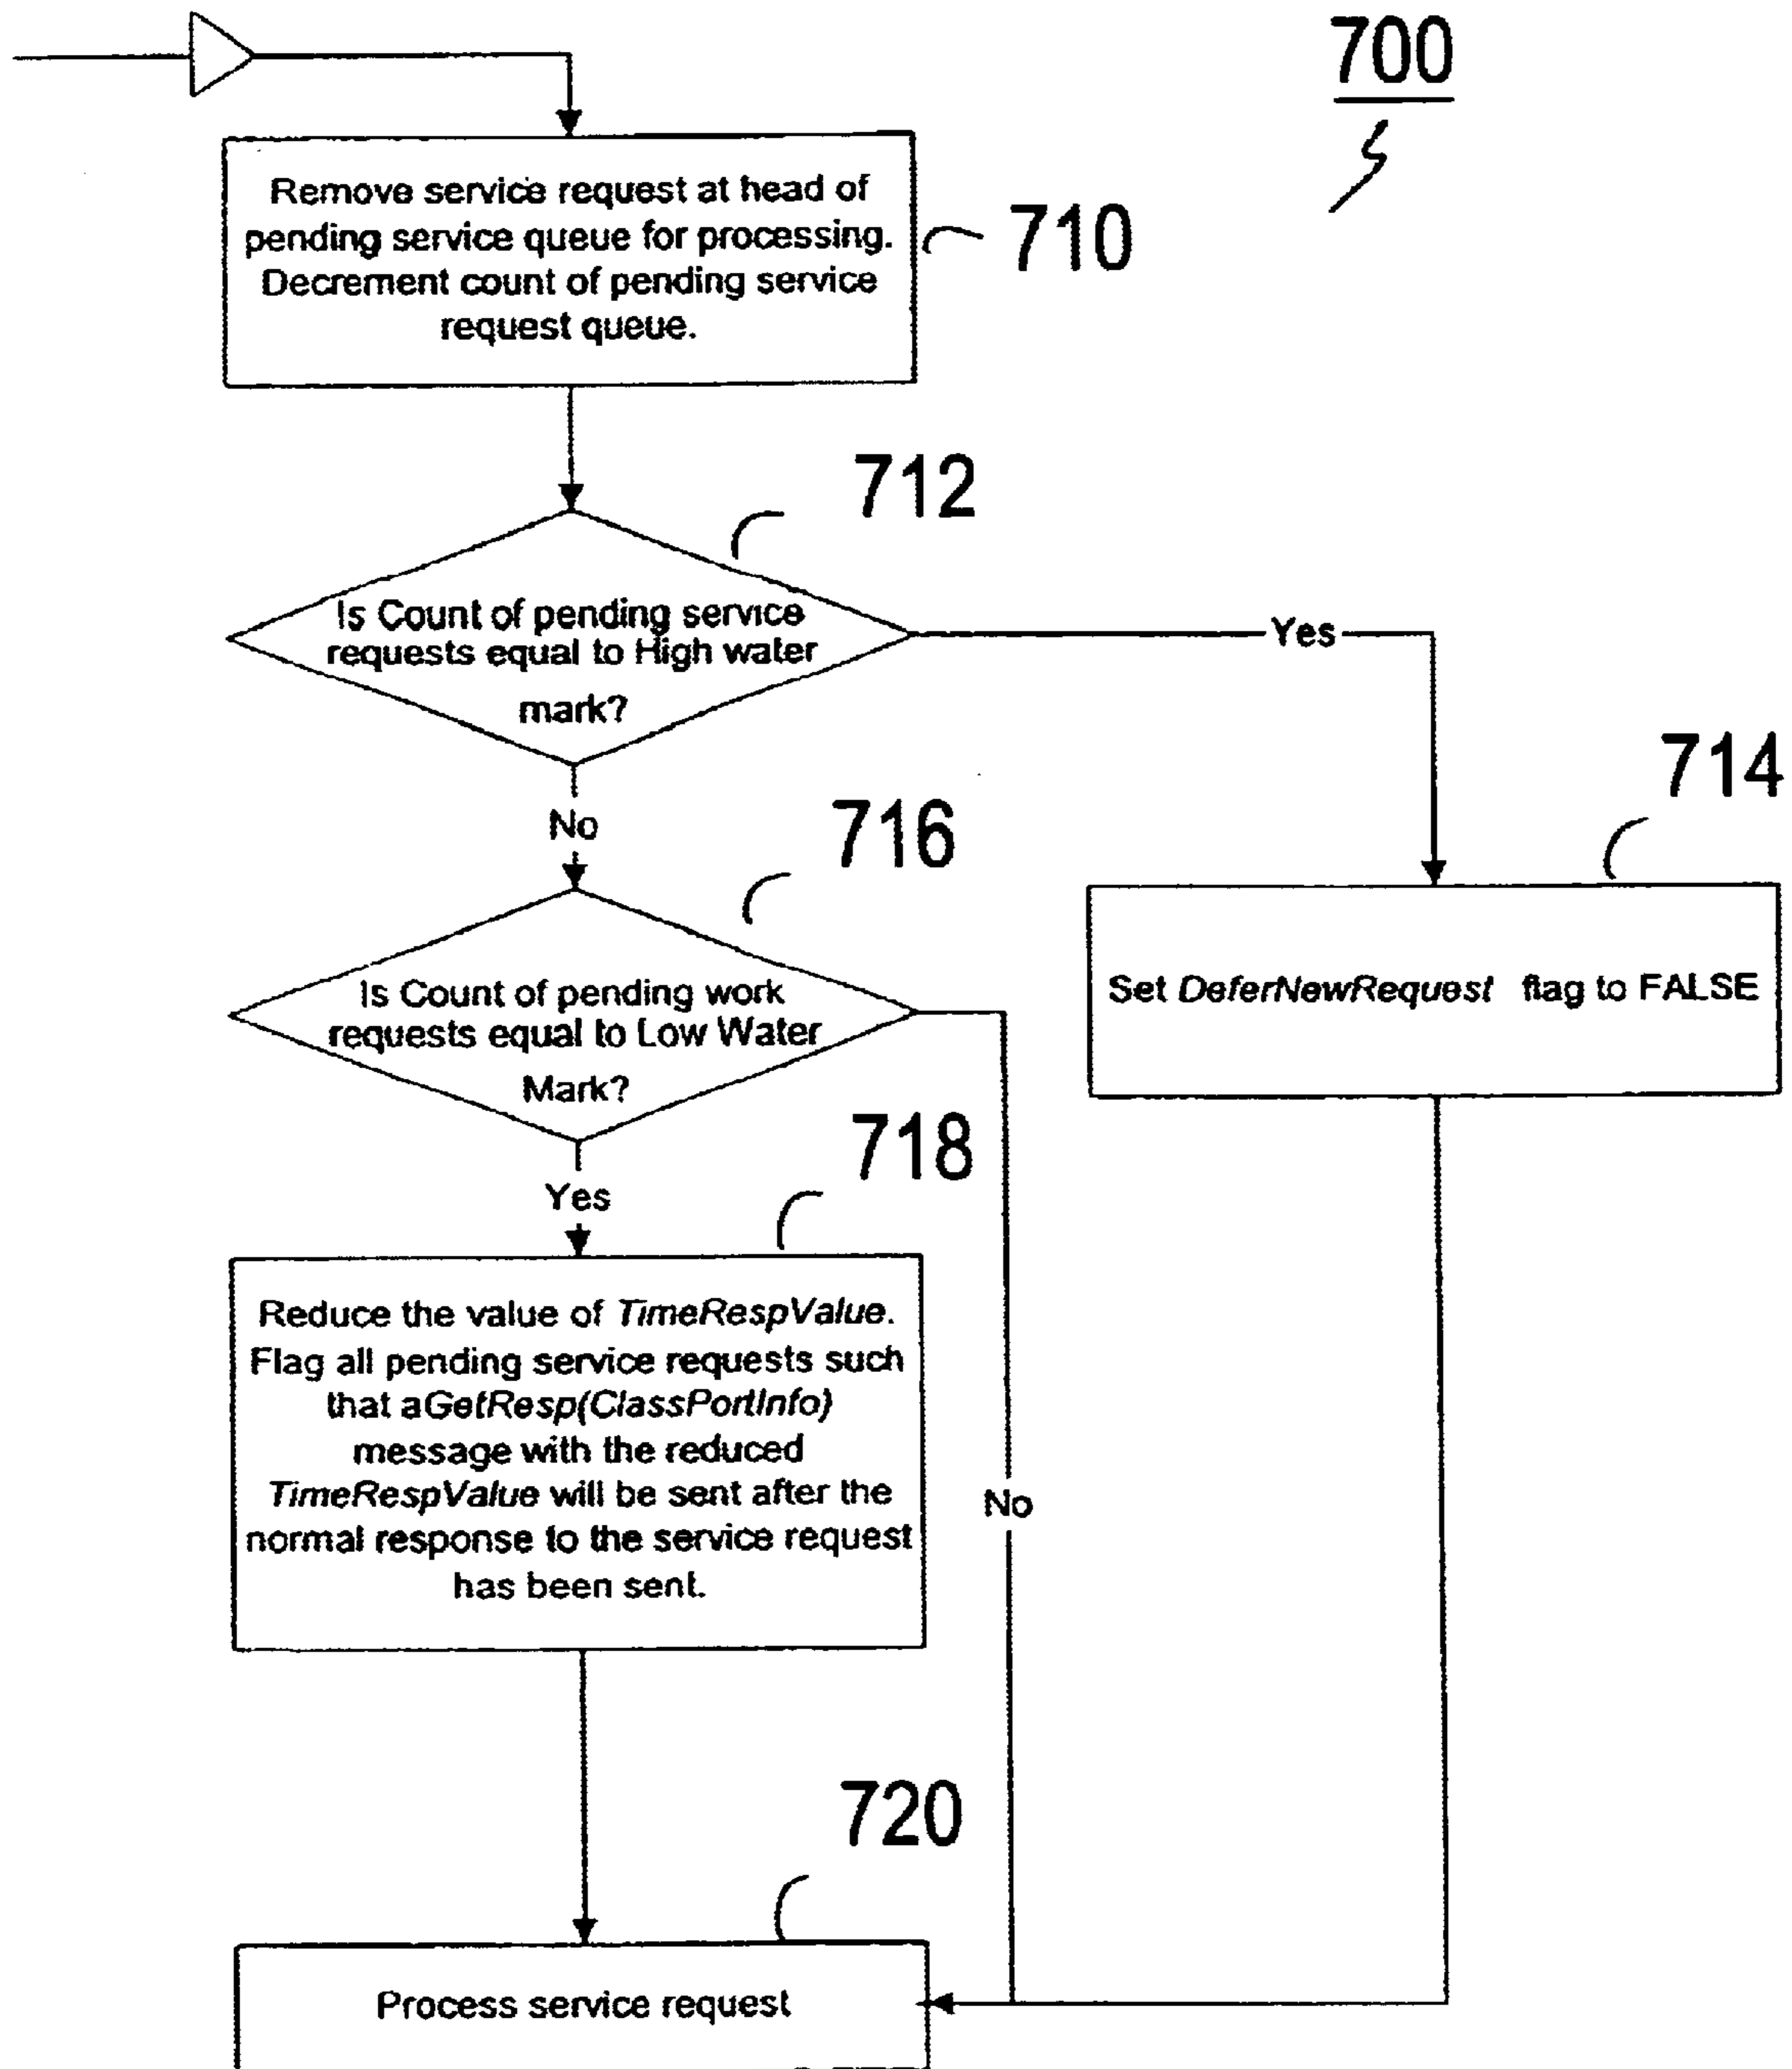 700
Remove service request at head of
pending service queue for processing.
Decrement count of pending service
request queue.
710
712
Is Count of pending service
requests equal to High water
mark?
Yes
No
714
Set DeferNewRequest flag to FALSE
716
Is Count of pending work
requests equal to Low Water
Mark?
Yes
No
718
Reduce the value of TimeRespValue.
Flag all pending service requests such
that aGetResp(ClassPortInfo)
message with the reduced
TimeRespValue will be sent after the
normal response to the service request
has been sent.
720
Process service request